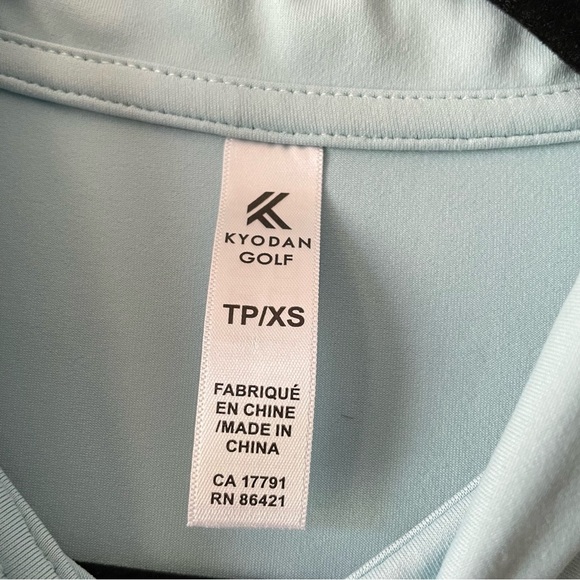 KYODAN
GOLF
TP/XS
FABRIQUÉ
EN CHINE
/MADE IN
CHINA
CA 17791
RN 86421